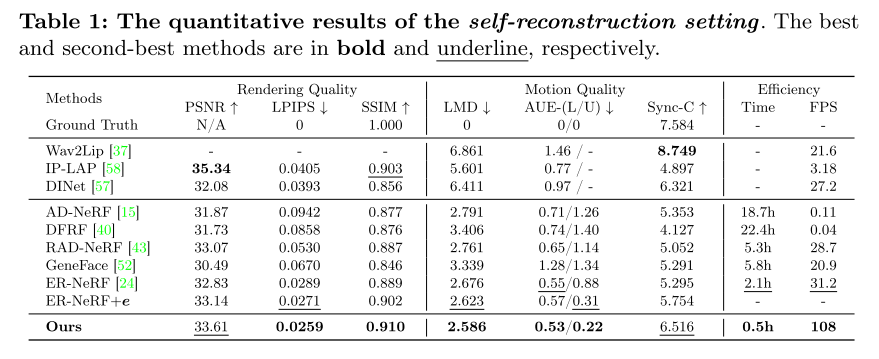 Table 1: The quantitative results of the self-reconstruction setting. The best
and second-best methods are in bold and underline, respectively.
Methods Rendering Quality Motion Quality Efficiency
PSNR ↑ LPIPS ↓ SSIM ↑ LMD ↓ AUE-(L/U) ↓ Sync-C ↑ Time FPS
Ground Truth N/A 0 1.000 0 0/0 7.584 - -
Wav2Lip [37] - - - 6.861 1.46 / - 8.749 - 21.6
IP-LAP [58] 35.34 0.0405 0.903 5.601 0.77 / - 4.897 - 3.18
DINet [57] 32.08 0.0393 0.856 6.411 0.97 / - 6.321 - 27.2
AD-NeRF [15] 31.87 0.0942 0.877 2.791 0.71/1.26 5.353 18.7h 0.11
DFRF [40] 31.73 0.0858 0.876 3.406 0.74/1.40 4.127 22.4h 0.04
RAD-NeRF [43] 33.07 0.0530 0.887 2.761 0.65/1.14 5.052 5.3h 28.7
GeneFace [52] 30.49 0.0670 0.846 3.339 1.28/1.34 5.291 5.8h 20.9
ER-NeRF [24] 32.83 0.0289 0.889 2.676 0.55/0.88 5.295 2.1h 31.2
ER-NeRF+e 33.14 0.0271 0.902 2.623 0.57/0.31 5.754 - -
Ours 33.61 0.0259 0.910 2.586 0.53/0.22 6.516 0.5h 108